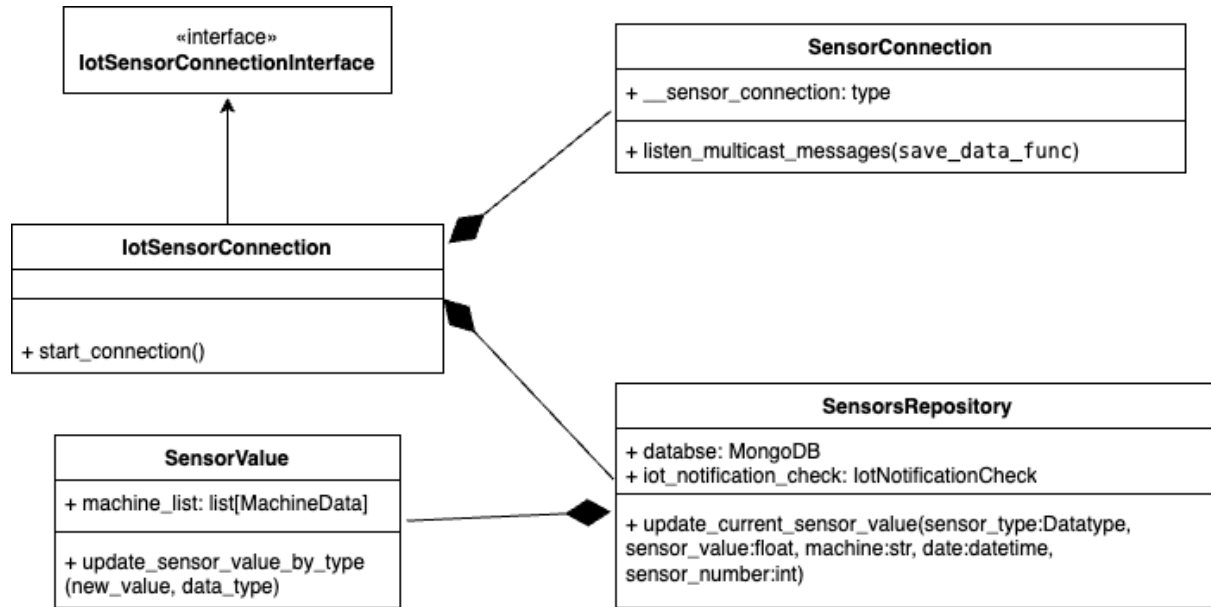 «interface»
IotSensorConnectionInterface
SensorConnection
+ __sensor_connection: type
+ listen_multicast_messages(save_data_func)
IotSensorConnection
+ start_connection()
SensorsRepository
+ databse: MongoDB
+ iot_notification_check: IotNotificationCheck
+ update_current_sensor_value(sensor_type:Datatype,
sensor_value:float, machine:str, date:datetime,
sensor_number:int)
SensorValue
+ machine_list: list[MachineData]
+ update_sensor_value_by_type
(new_value, data_type)